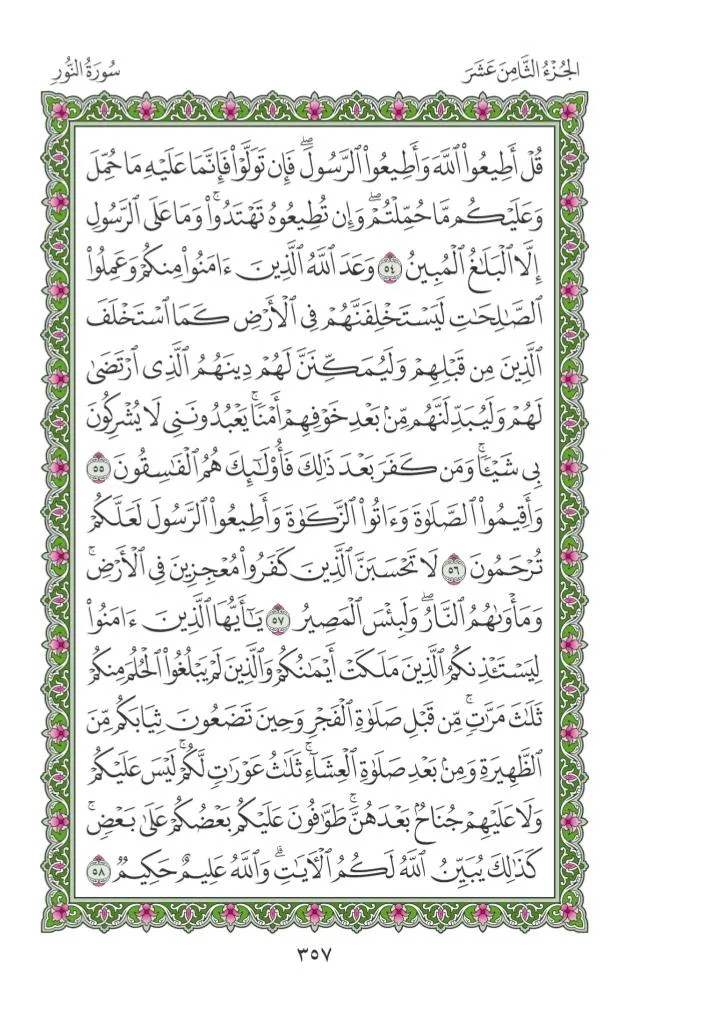 الجُزْءُ الثَّامِنَ عَشَرَ
سُورَةُ النُّورِ
قُلْ أَطِيعُوا۟ ٱللَّهَ وَأَطِيعُوا۟ ٱلرَّسُولَۖ فَإِن تَوَلَّوْا۟ فَإِنَّمَا عَلَيْهِ مَا حُمِّلَ
وَعَلَيْكُم مَّا حُمِّلْتُمْۖ وَإِن تُطِيعُوهُ تَهْتَدُوا۟ۚ وَمَا عَلَى ٱلرَّسُولِ
إِلَّا ٱلْبَلَٰغُ ٱلْمُبِينُ ٥٤ وَعَدَ ٱللَّهُ ٱلَّذِينَ ءَامَنُوا۟ مِنكُمْ وَعَمِلُوا۟
ٱلصَّٰلِحَٰتِ لَيَسْتَخْلِفَنَّهُمْ فِى ٱلْأَرْضِ كَمَا ٱسْتَخْلَفَ
ٱلَّذِينَ مِن قَبْلِهِمْ وَلَيُمَكِّنَنَّ لَهُمْ دِينَهُمُ ٱلَّذِى ٱرْتَضَىٰ
لَهُمْ وَلَيُبَدِّلَنَّهُم مِّنۢ بَعْدِ خَوْفِهِمْ أَمْنًاۚ يَعْبُدُونَنِى لَا يُشْرِكُونَ
بِى شَيْـًٔاۚ وَمَن كَفَرَ بَعْدَ ذَٰلِكَ فَأُو۟لَٰٓئِكَ هُمُ ٱلْفَٰسِقُونَ ٥٥
وَأَقِيمُوا۟ ٱلصَّلَوٰةَ وَءَاتُوا۟ ٱلزَّكَوٰةَ وَأَطِيعُوا۟ ٱلرَّسُولَ لَعَلَّكُمْ
تُرْحَمُونَ ٥٦ لَا تَحْسَبَنَّ ٱلَّذِينَ كَفَرُوا۟ مُعْجِزِينَ فِى ٱلْأَرْضِۚ
وَمَأْوَىٰهُمُ ٱلنَّارُۖ وَلَبِئْسَ ٱلْمَصِيرُ ٥٧ يَٰٓأَيُّهَا ٱلَّذِينَ ءَامَنُوا۟
لِيَسْتَـْٔذِنكُمُ ٱلَّذِينَ مَلَكَتْ أَيْمَٰنُكُمْ وَٱلَّذِينَ لَمْ يَبْلُغُوا۟ ٱلْحُلُمَ مِنكُمْ
ثَلَٰثَ مَرَّٰتٍۚ مِّن قَبْلِ صَلَوٰةِ ٱلْفَجْرِ وَحِينَ تَضَعُونَ ثِيَابَكُم مِّنَ
ٱلظَّهِيرَةِ وَمِنۢ بَعْدِ صَلَوٰةِ ٱلْعِشَآءِۚ ثَلَٰثُ عَوْرَٰتٍ لَّكُمْۚ لَيْسَ عَلَيْكُمْ
وَلَا عَلَيْهِمْ جُنَاحٌۢ بَعْدَهُنَّۚ طَوَّٰفُونَ عَلَيْكُم بَعْضُكُمْ عَلَىٰ بَعْضٍۚ
كَذَٰلِكَ يُبَيِّنُ ٱللَّهُ لَكُمُ ٱلْءَايَٰتِۗ وَٱللَّهُ عَلِيمٌ حَكِيمٌ ٥٨
٣٥٧